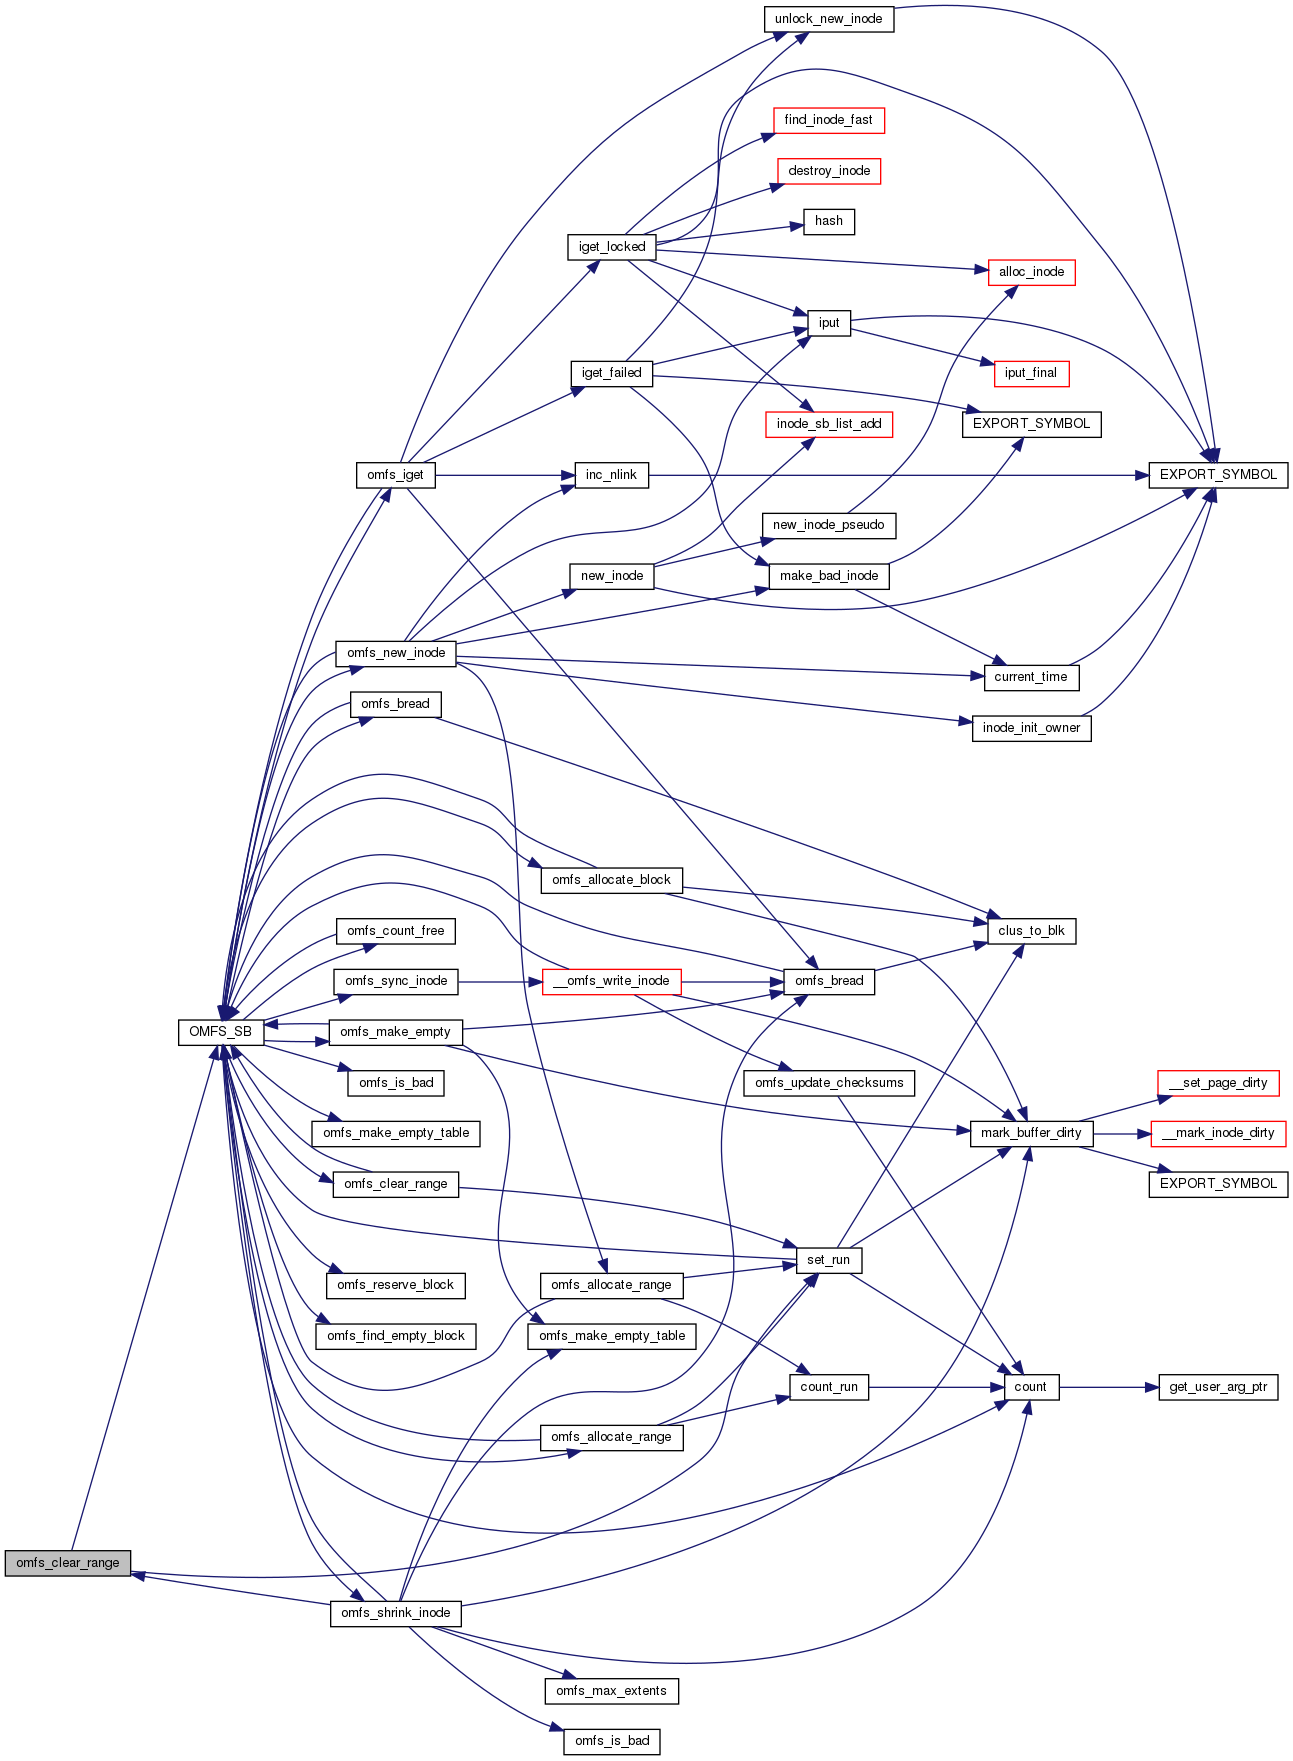 unlock_new_inode
find_inode_fast
destroy_inode
hash
iget_locked
alloc_inode
iput
iget_failed
iput_final
inode_sb_list_add
EXPORT_SYMBOL
omfs_iget
inc_nlink
EXPORT_SYMBOL
new_inode_pseudo
new_inode
make_bad_inode
omfs_new_inode
current_time
omfs_bread
inode_init_owner
omfs_allocate_block
omfs_count_free
clus_to_blk
omfs_sync_inode
__omfs_write_inode
omfs_bread
OMFS_SB
omfs_make_empty
omfs_is_bad
omfs_update_checksums
__set_page_dirty
omfs_make_empty_table
mark_buffer_dirty
__mark_inode_dirty
omfs_clear_range
EXPORT_SYMBOL
set_run
omfs_reserve_block
omfs_allocate_range
omfs_find_empty_block
omfs_make_empty_table
count_run
count
get_user_arg_ptr
omfs_allocate_range
omfs_clear_range
omfs_shrink_inode
omfs_max_extents
omfs_is_bad